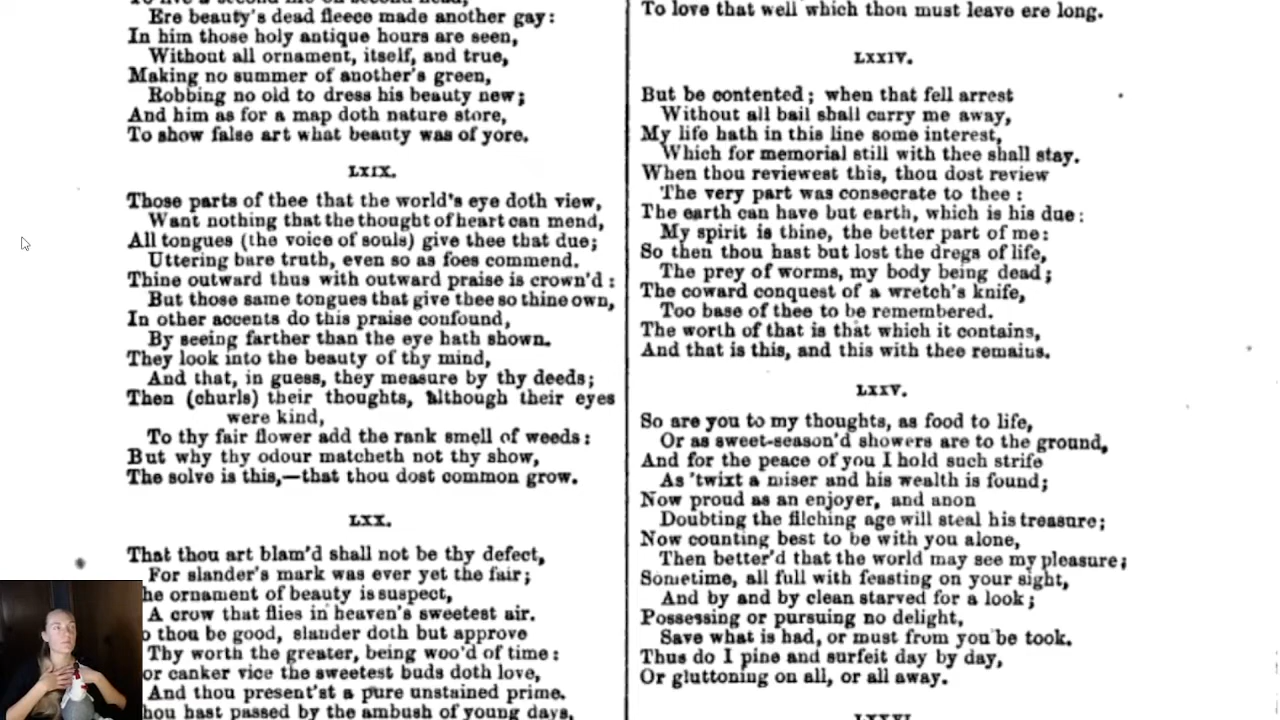 Ere beauty's dead fleece made another gay:
In him those holy antique hours are seen,
Without all ornament, itself, and true,
Making no summer of another's green,
Robbing no old to dress his beauty new;
And him as for a map doth nature store,
To show false art what beauty was of yore.
LXIX.
Those parts of thee that the world's eye doth view,
Want nothing that the thought of heart can mend,
All tongues (the voice of souls) give thee that due;
Uttering bare truth, even so as foes commend.
Thine outward thus with outward praise is crown'd:
But those same tongues that give thee so thine own,
In other accents do this praise confound,
By seeing farther than the eye hath shown.
They look into the beauty of thy mind,
And that, in guess, they measure by thy deeds;
Then (churls) their thoughts, although their eyes
were kind,
To thy fair flower add the rank smell of weeds:
But why thy odour matcheth not thy show,
The solve is this,—that thou dost common grow.
LXX.
That thou art blam'd shall not be thy defect,
For slander's mark was ever yet the fair;
he ornament of beauty is suspect,
A crow that flies in heaven's sweetest air.
o thou be good, slander doth but approve
Thy worth the greater, being woo'd of time:
or canker vice the sweetest buds doth love,
And thou present'st a pure unstained prime.
hou hast passed by the ambush of young days,
To love that well which thou must leave ere long.
LXXIV.
But be contented; when that fell arrest
Without all bail shall carry me away,
My life hath in this line some interest,
Which for memorial still with thee shall stay.
When thou reviewest this, thou dost review
The very part was consecrate to thee:
The earth can have but earth, which is his due:
My spirit is thine, the better part of me:
So then thou hast but lost the dregs of life,
The prey of worms, my body being dead;
The coward conquest of a wretch's knife,
Too base of thee to be remembered.
The worth of that is that which it contains,
And that is this, and this with thee remains.
LXXV.
So are you to my thoughts, as food to life,
Or as sweet-season'd showers are to the ground,
And for the peace of you I hold such strife
As 'twixt a miser and his wealth is found;
Now proud as an enjoyer, and anon
Doubting the filching age will steal his treasure;
Now counting best to be with you alone,
Then better'd that the world may see my pleasure;
Sometime, all full with feasting on your sight,
And by and by clean starved for a look;
Possessing or pursuing no delight,
Save what is had, or must from you be took.
Thus do I pine and surfeit day by day,
Or gluttoning on all, or all away.